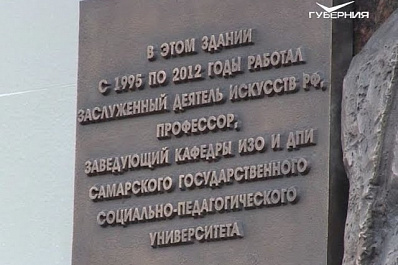 ГУБЕРНИЯ
В ЭТОМ ЗДАНИИ
С 1995 ПО 2012 ГОДЫ РАБОТАЛ
ЗАСЛУЖЕННЫЙ ДЕЯТЕЛЬ ИСКУССТВ РФ,
ПРОФЕССОР,
ЗАВЕДУЮЩИЙ КАФЕДРЫ ИЗО И ДПИ
САМАРСКОГО ГОСУДАРСТВЕННОГО
СОЦИАЛЬНО-ПЕДАГОГИЧЕСКОГО
УНИВЕРСИТЕТА